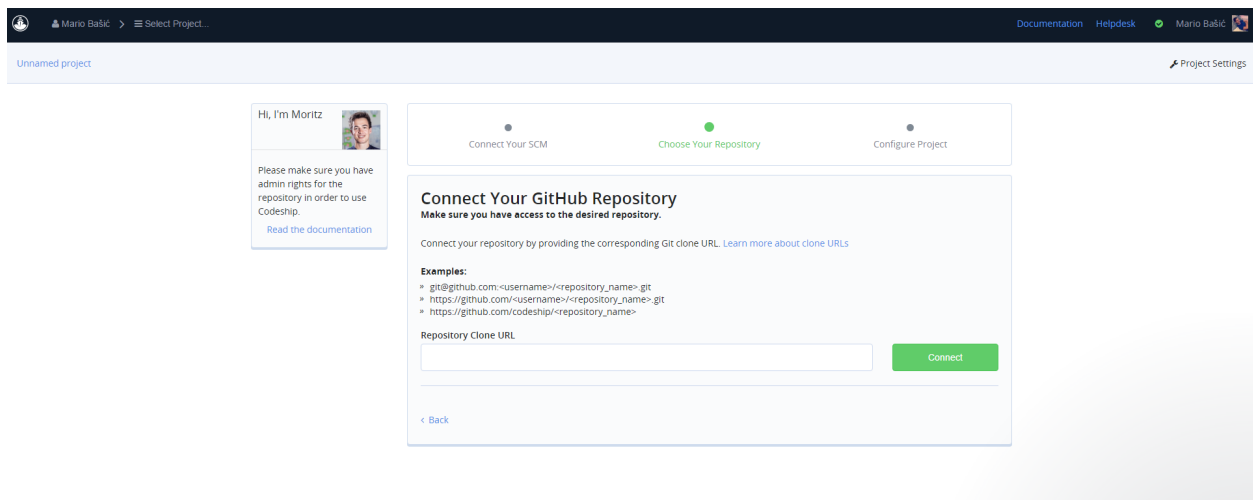 Mario Bašić > Select Project... Documentation Helpdesk Mario Bašić
Unnamed project Project Settings
Hi, I'm Moritz
Please make sure you have
admin rights for the
repository in order to use
Codeship.
Read the documentation
Connect Your SCM Choose Your Repository Configure Project
Connect Your GitHub Repository
Make sure you have access to the desired repository.
Connect your repository by providing the corresponding Git clone URL. Learn more about clone URLs
Examples:
» git@github.com:<username>/<repository_name>.git
» https://github.com/<username>/<repository_name>.git
» https://github.com/codeship/<repository_name>
Repository Clone URL
Connect
< Back